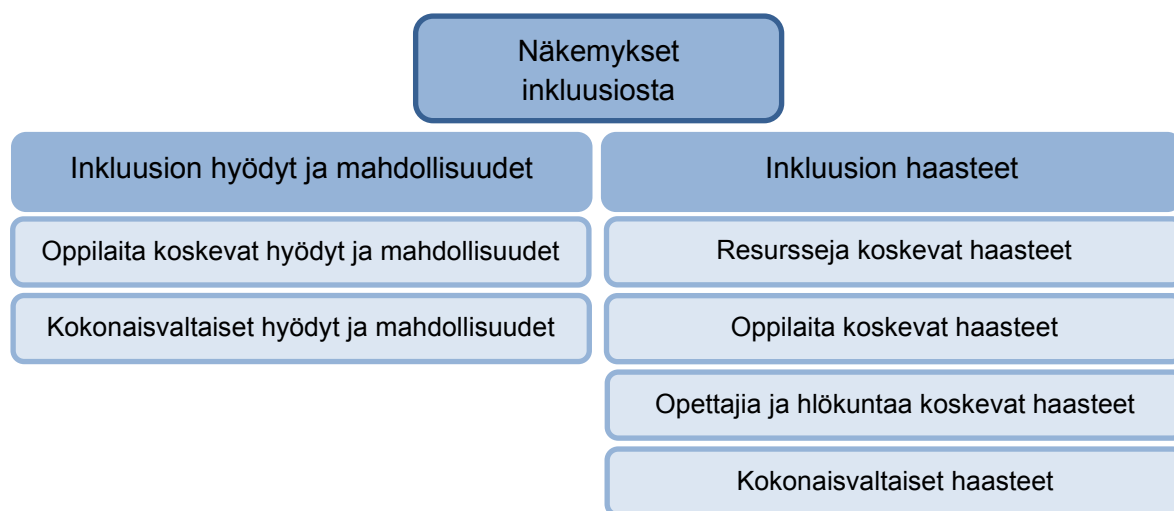 Näkemykset
inkluusiosta
Inkluusion hyödyt ja mahdollisuudet
Oppilaita koskevat hyödyt ja mahdollisuudet
Kokonaisvaltaiset hyödyt ja mahdollisuudet
Inkluusion haasteet
Resursseja koskevat haasteet
Oppilaita koskevat haasteet
Opettajia ja hlökuntaa koskevat haasteet
Kokonaisvaltaiset haasteet